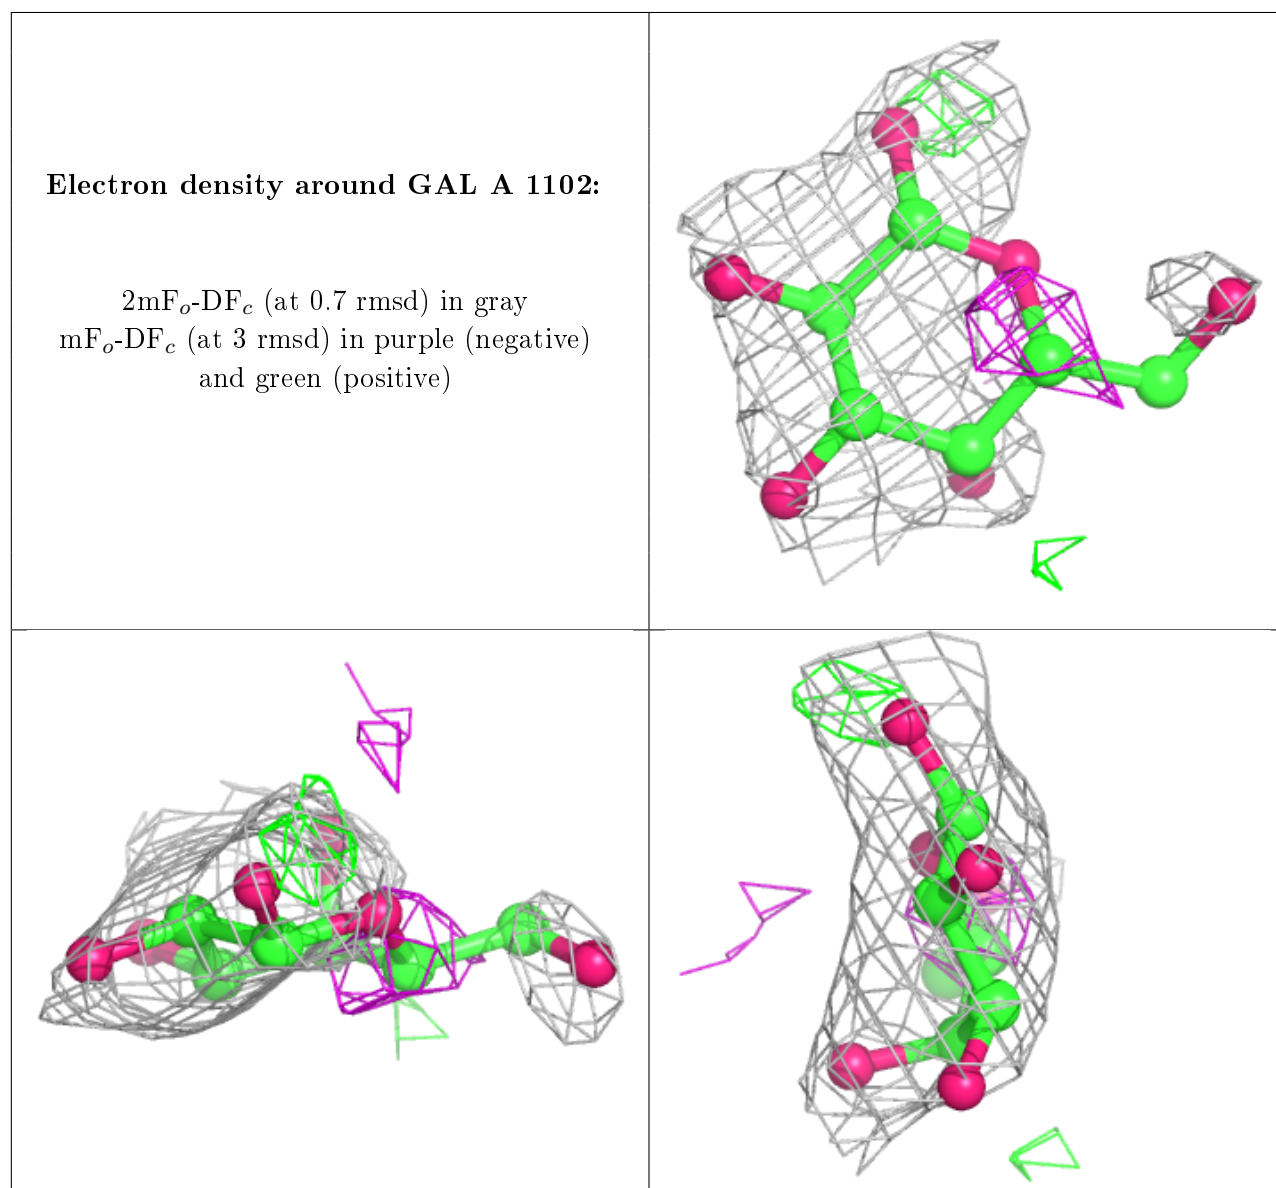 Electron density around GAL A 1102:
2mFo-DFc (at 0.7 rmsd) in gray
mFo-DFc (at 3 rmsd) in purple (negative)
and green (positive)